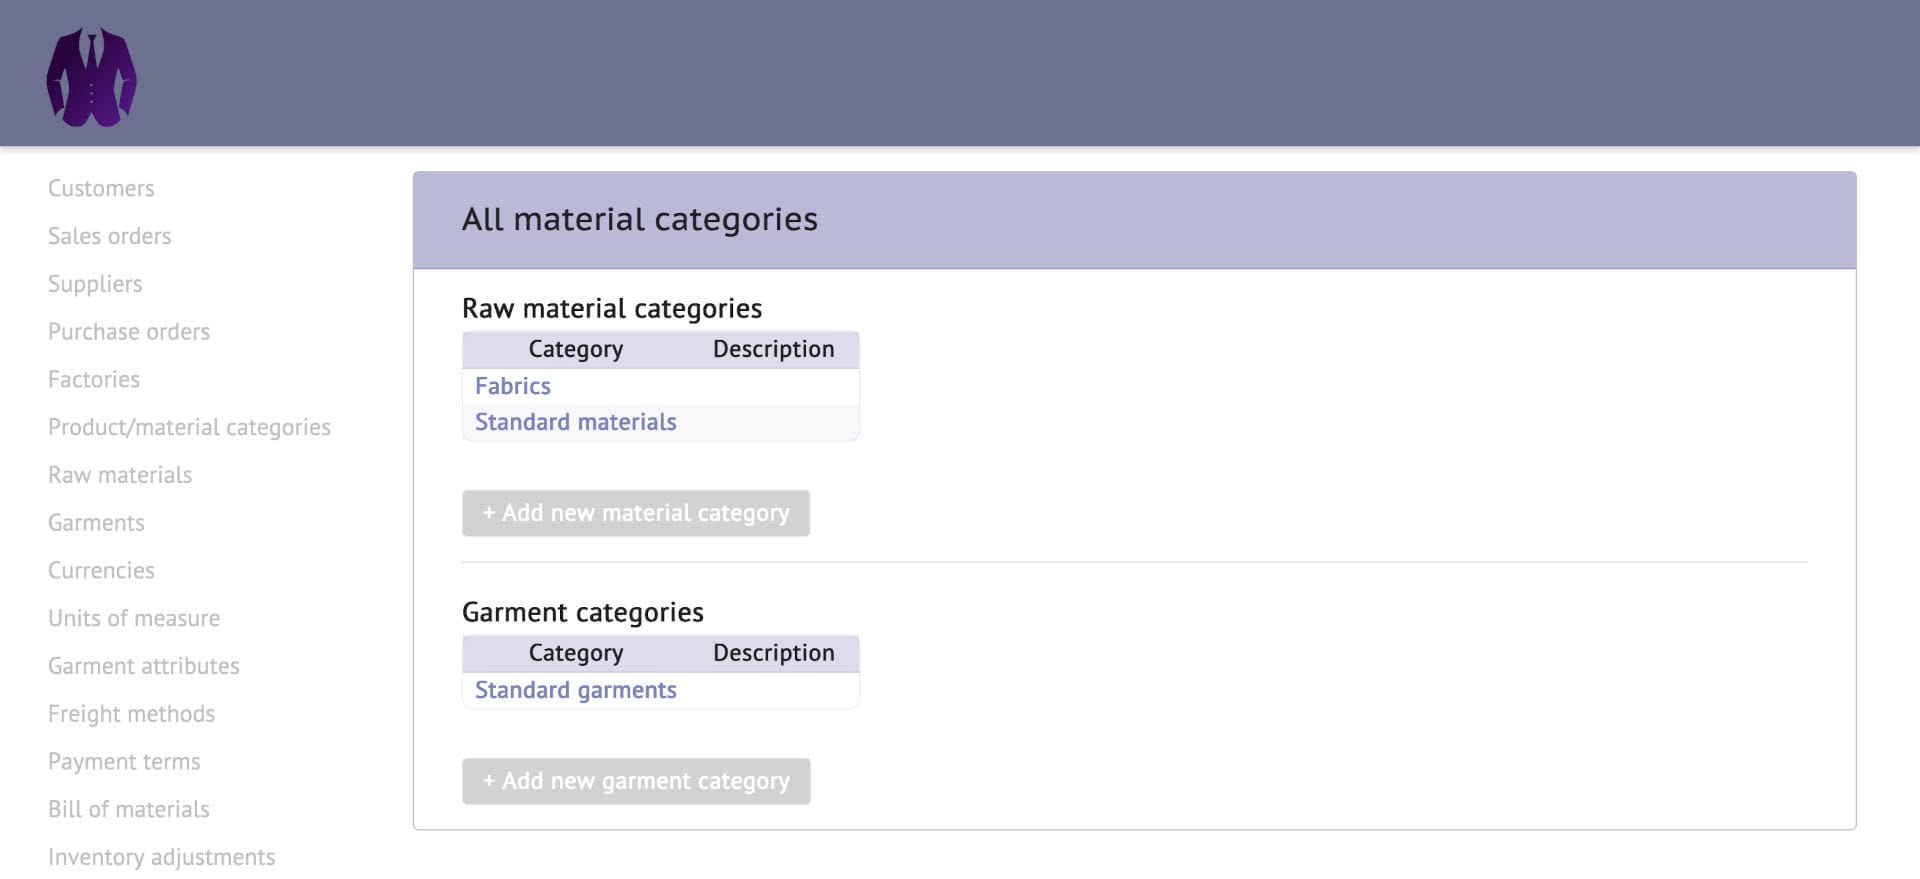 Customers
Sales orders
Suppliers
Purchase orders
Factories
Product/material categories
Raw materials
Garments
Currencies
Units of measure
Garment attributes
Freight methods
Payment terms
Bill of materials
Inventory adjustments
All material categories
Raw material categories
Category Description
Fabrics
Standard materials
+ Add new material category
Garment categories
Category Description
Standard garments
+ Add new garment category